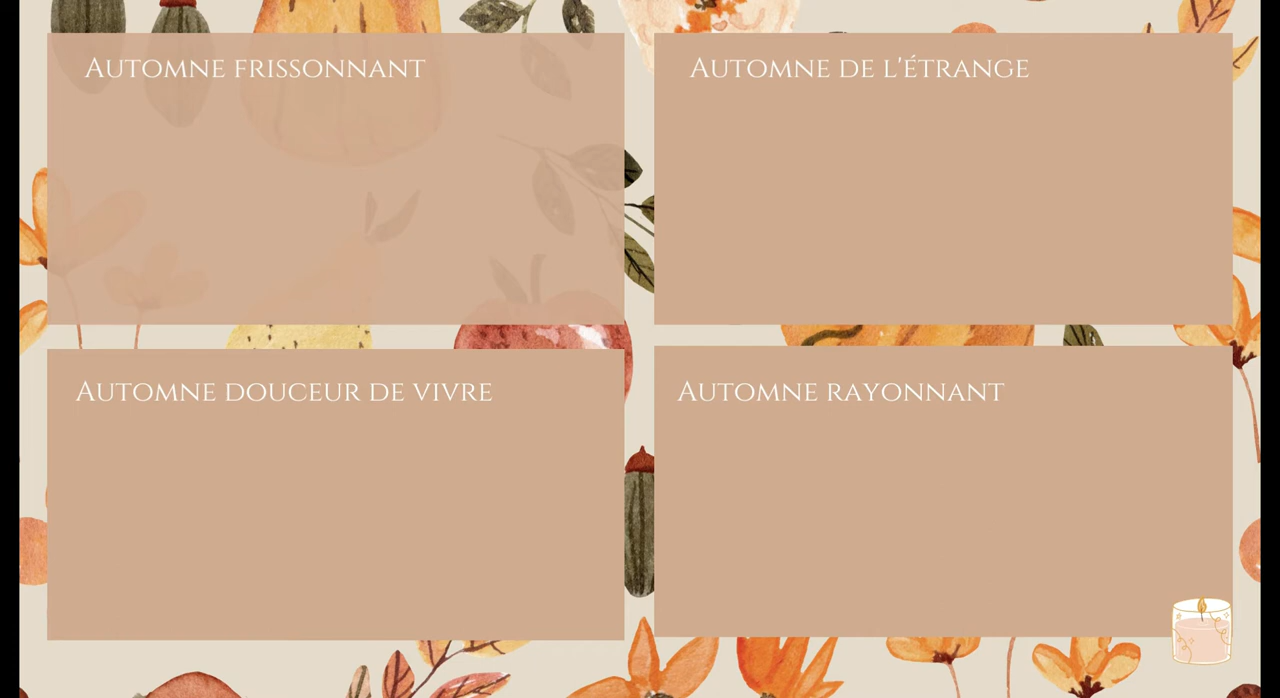 Automne frissonnant
Automne de l'étrange
Automne douceur de vivre
Automne rayonnant